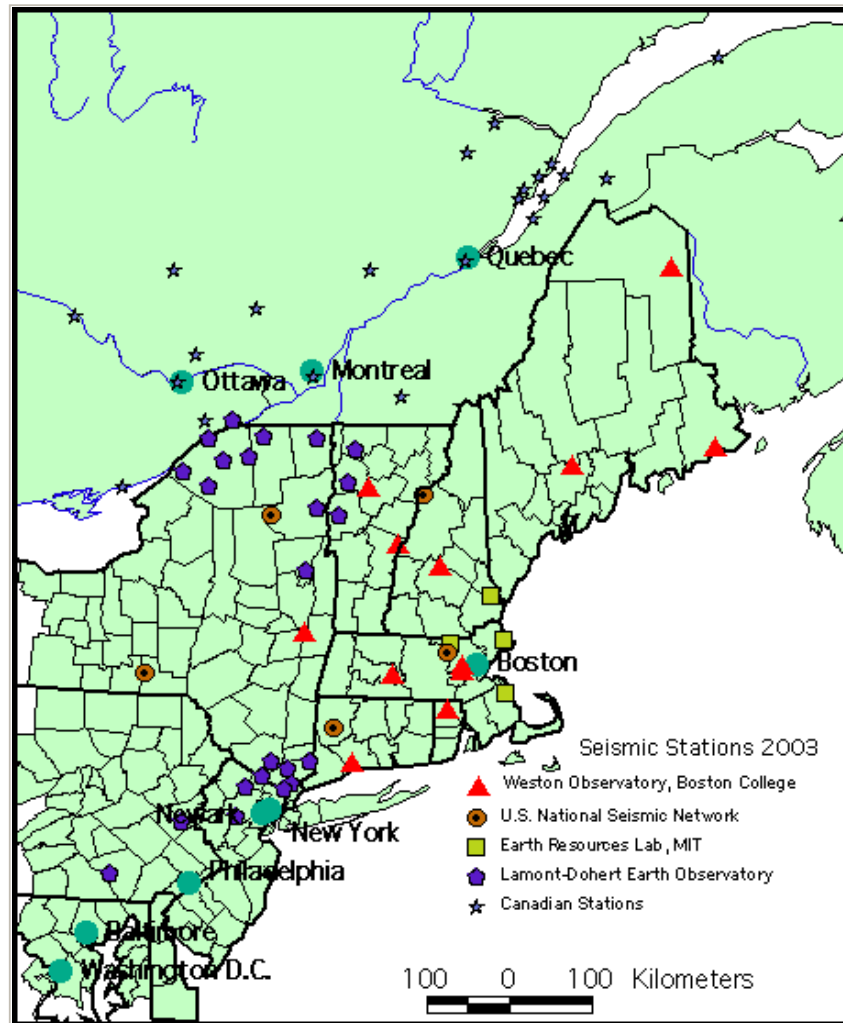 Quebec
Montreal
Ottawa
Boston
Seismic Stations 2003
Weston Observatory, Boston College
U.S. National Seismic Network
Earth Resources Lab, MIT
Lamont-Dohert Earth Observatory
Canadian Stations
Newark
New York
Philadelphia
Baltimore
Washington D.C.
100 0 100 Kilometers